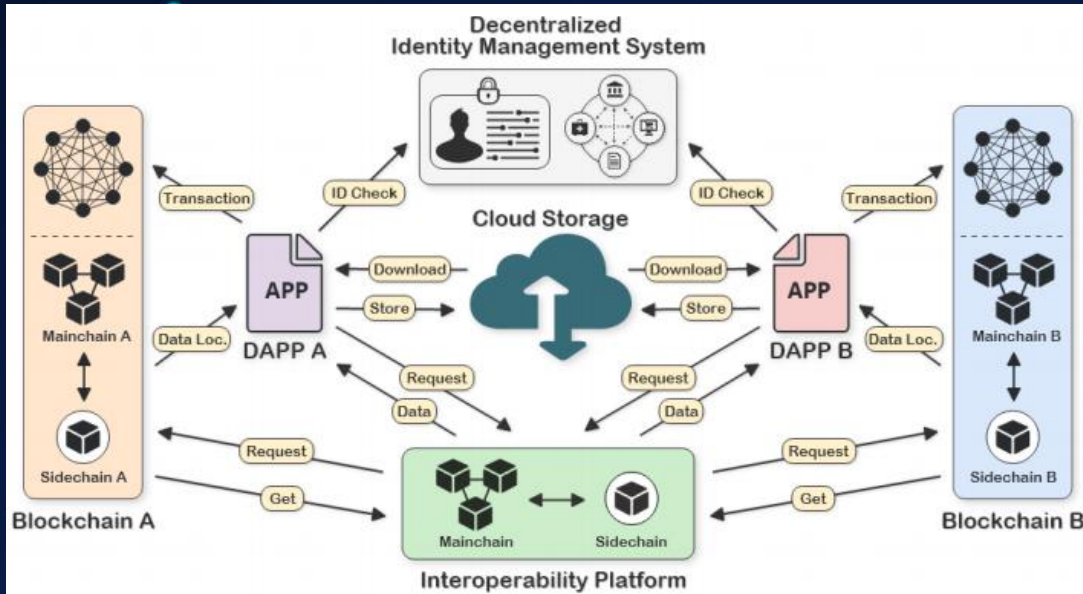 Decentralized
Identity Management System
Transaction
ID Check
ID Check
Transaction
Cloud Storage
Download
Download
APP
APP
Store
Store
Mainchain A
Mainchain B
Data Loc.
DAPP A
DAPP B
Data Loc.
Request
Request
Data
Data
Request
Request
Sidechain A
Sidechain B
Get
Get
Blockchain A
Blockchain B
Mainchain
Sidechain
Interoperability Platform